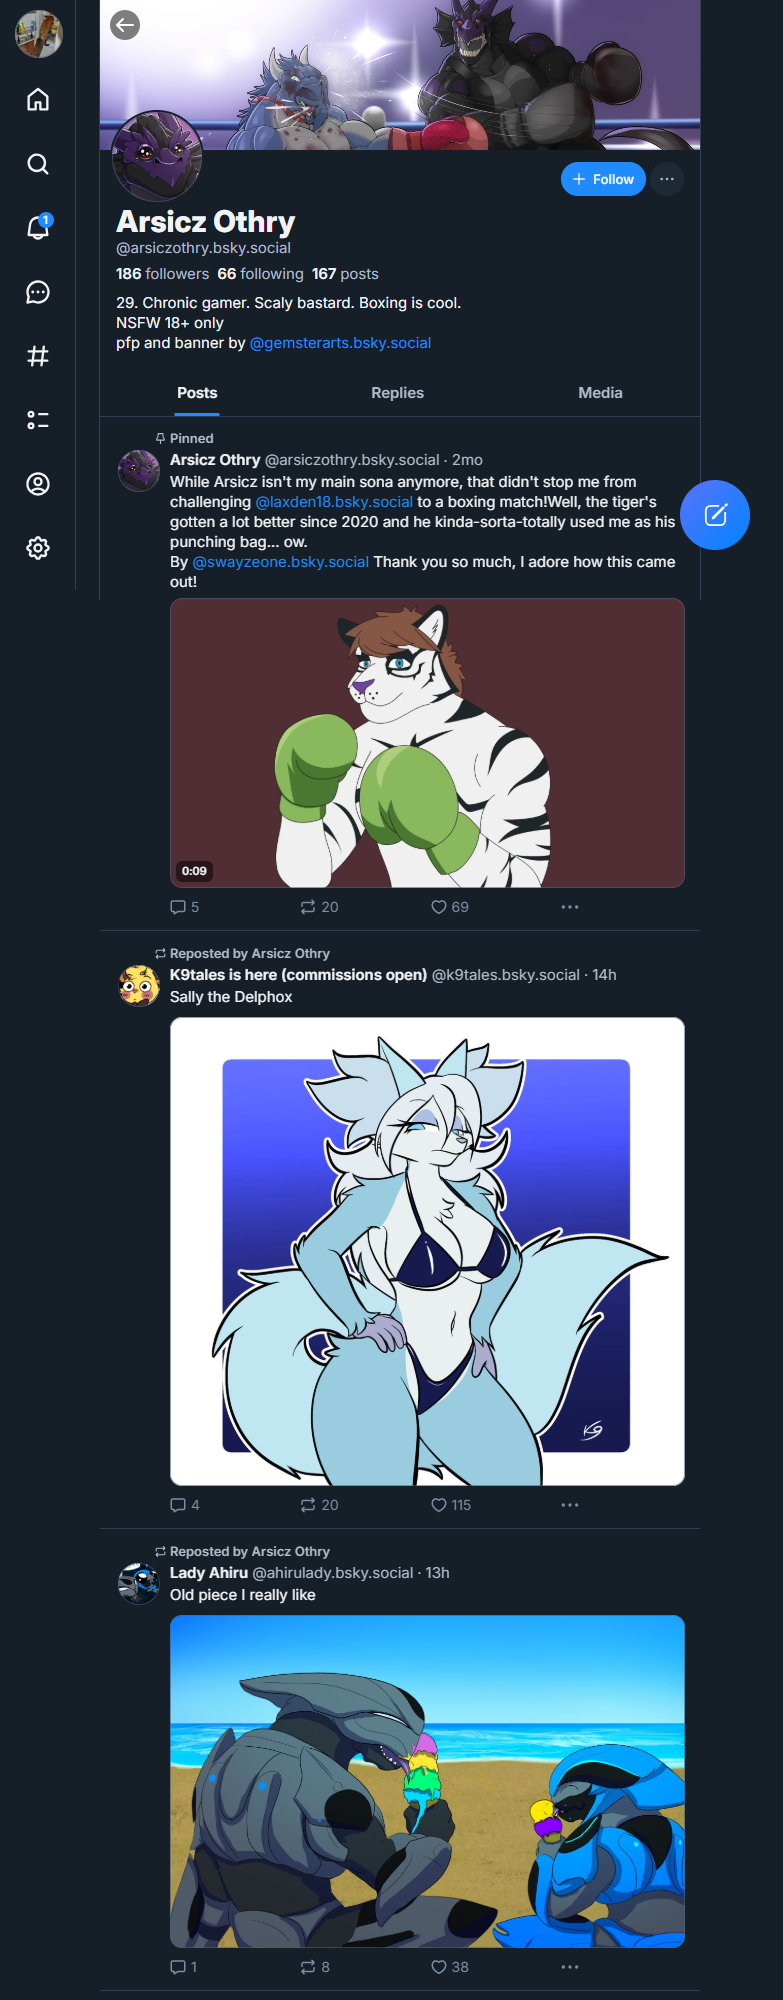 1
+ Follow
Arsicz Othry
@arsiczothry.bsky.social
186 followers 66 following 167 posts
29. Chronic gamer. Scaly bastard. Boxing is cool.
NSFW 18+ only
pfp and banner by @gemsterarts.bsky.social
Posts Replies Media
Pinned
Arsicz Othry @arsiczothry.bsky.social · 2mo
While Arsicz isn't my main sona anymore, that didn't stop me from
challenging @laxden18.bsky.social to a boxing match!Well, the tiger's
gotten a lot better since 2020 and he kinda-sorta-totally used me as his
punching bag... ow.
By @swayzeone.bsky.social Thank you so much, I adore how this came
out!
0:09
5 20 69
Reposted by Arsicz Othry
K9tales is here (commissions open) @k9tales.bsky.social · 14h
Sally the Delphox
K9
4 20 115
Reposted by Arsicz Othry
Lady Ahiru @ahirulady.bsky.social · 13h
Old piece I really like
1 8 38